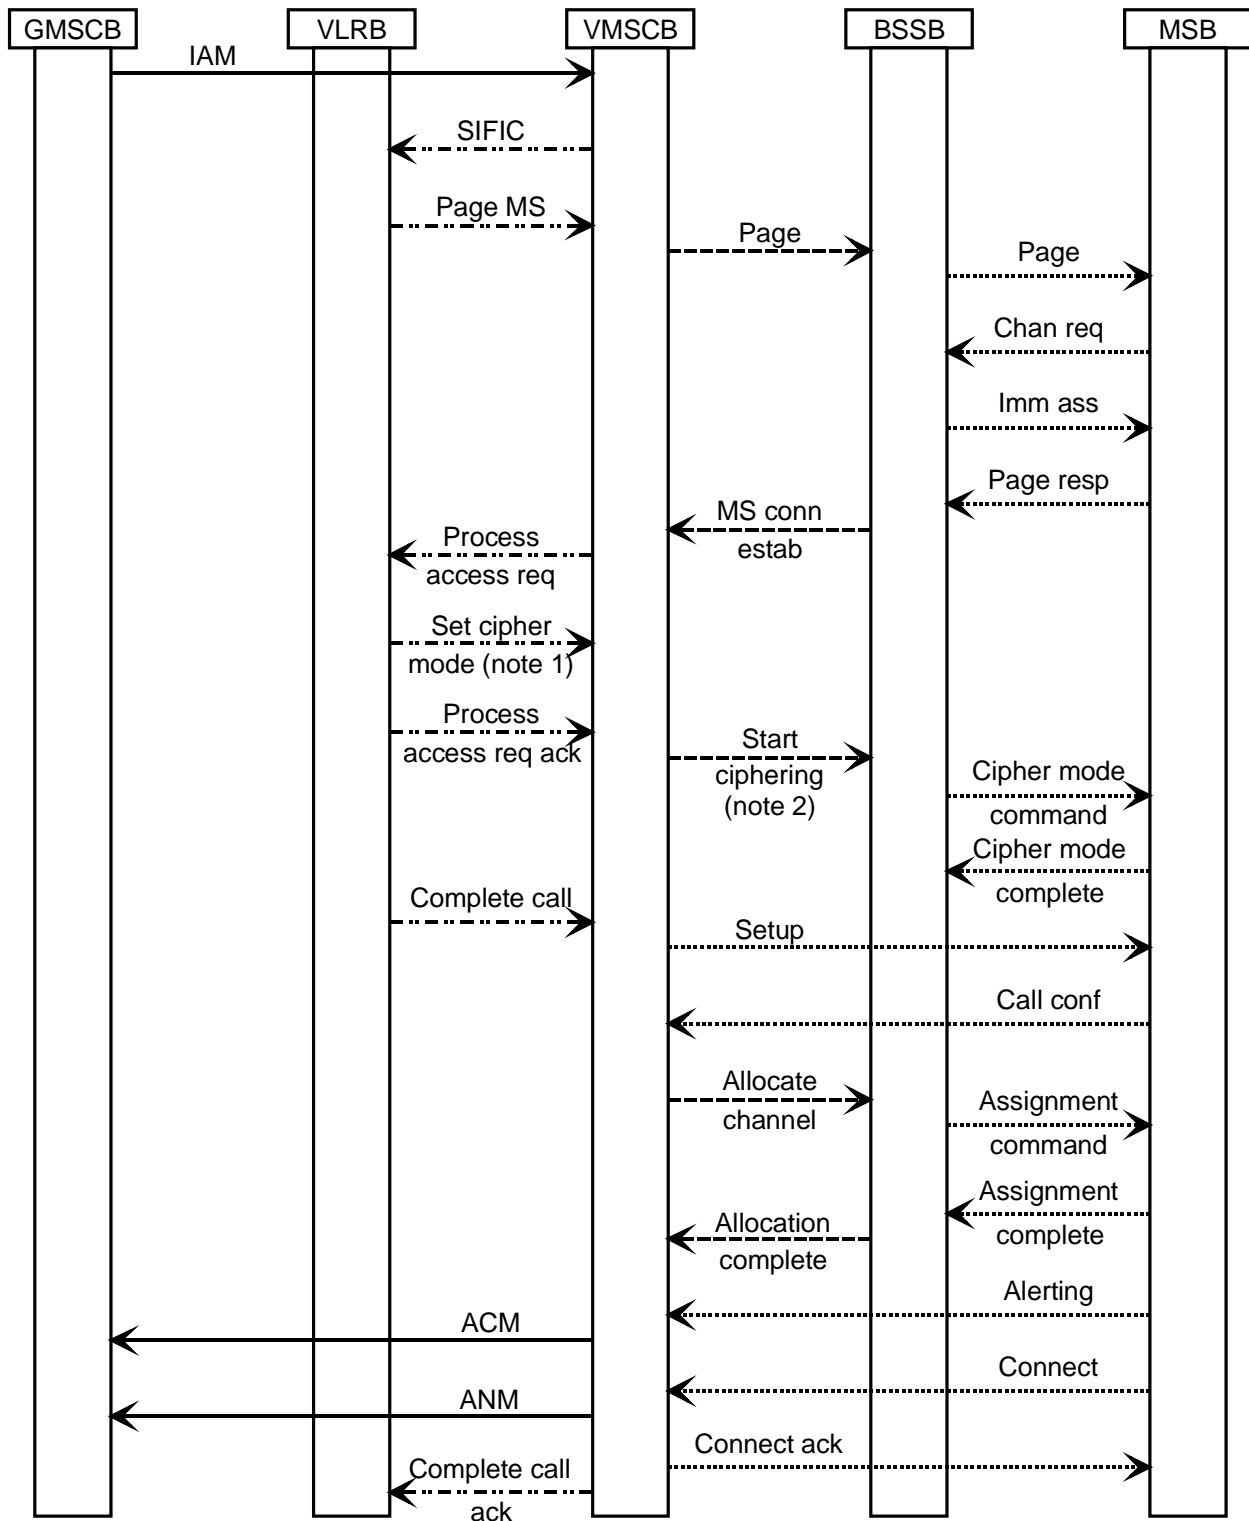 GMSCB VLRB VMSCB BSSB MSB
IAM
SIFIC
Page MS
Page
Page
Chan req
Imm ass
Page resp
MS conn
estab
Process
access req
Set cipher
mode (note 1)
Process
access req ack
Start
ciphering
(note 2)
Cipher mode
command
Cipher mode
complete
Complete call
Setup
Call conf
Allocate
channel
Assignment
command
Assignment
complete
Allocation
complete
Alerting
ACM
Connect
ANM
Connect ack
Complete call
ack